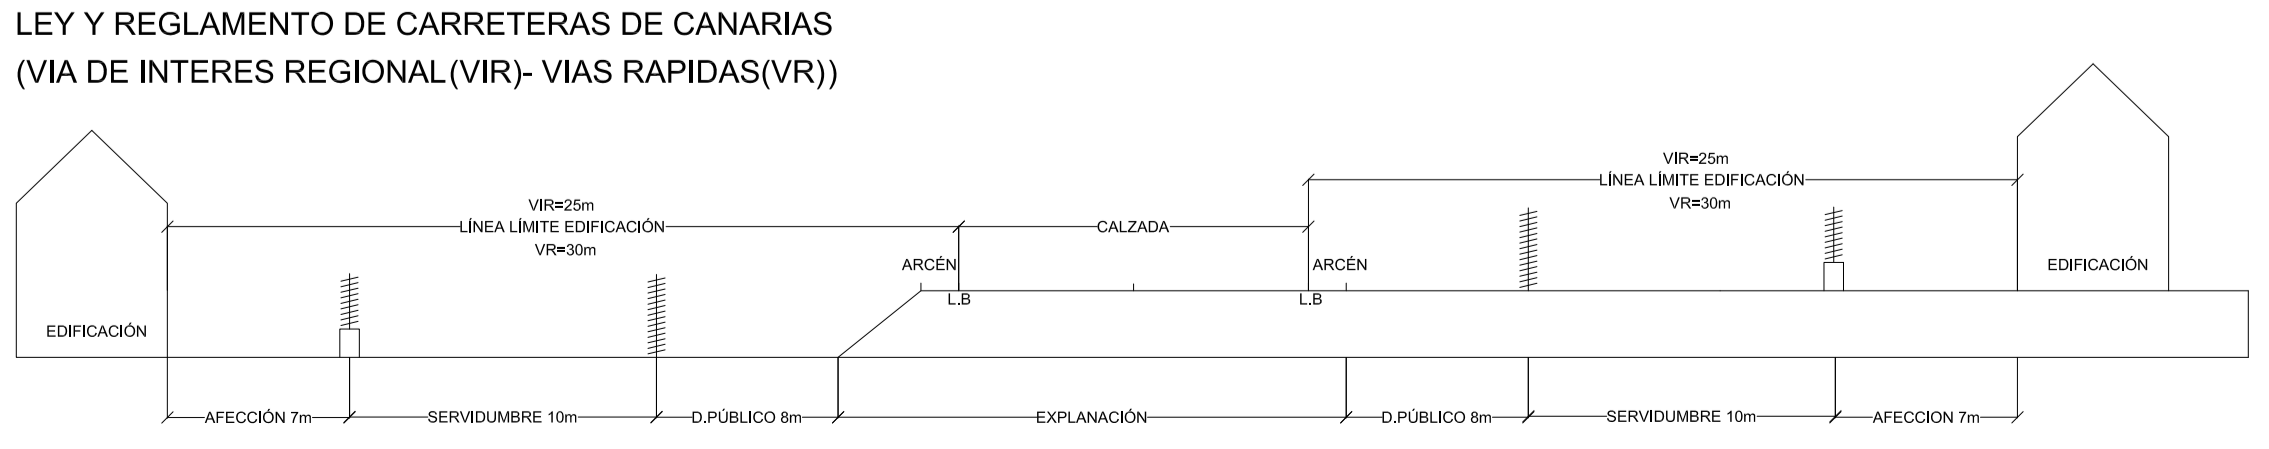 LEY Y REGLAMENTO DE CARRETERAS DE CANARIAS
(VIA DE INTERES REGIONAL(VIR)- VIAS RAPIDAS(VR))
VIR=25m
LÍNEA LÍMITE EDIFICACIÓN
VR=30m
VIR=25m
LÍNEA LÍMITE EDIFICACIÓN
VR=30m
CALZADA
ARCÉN
ARCÉN
EDIFICACIÓN
L.B
L.B
EDIFICACIÓN
AFECCIÓN 7m
SERVIDUMBRE 10m
D.PÚBLICO 8m
EXPLANACIÓN
D.PÚBLICO 8m
SERVIDUMBRE 10m
AFECCION 7m